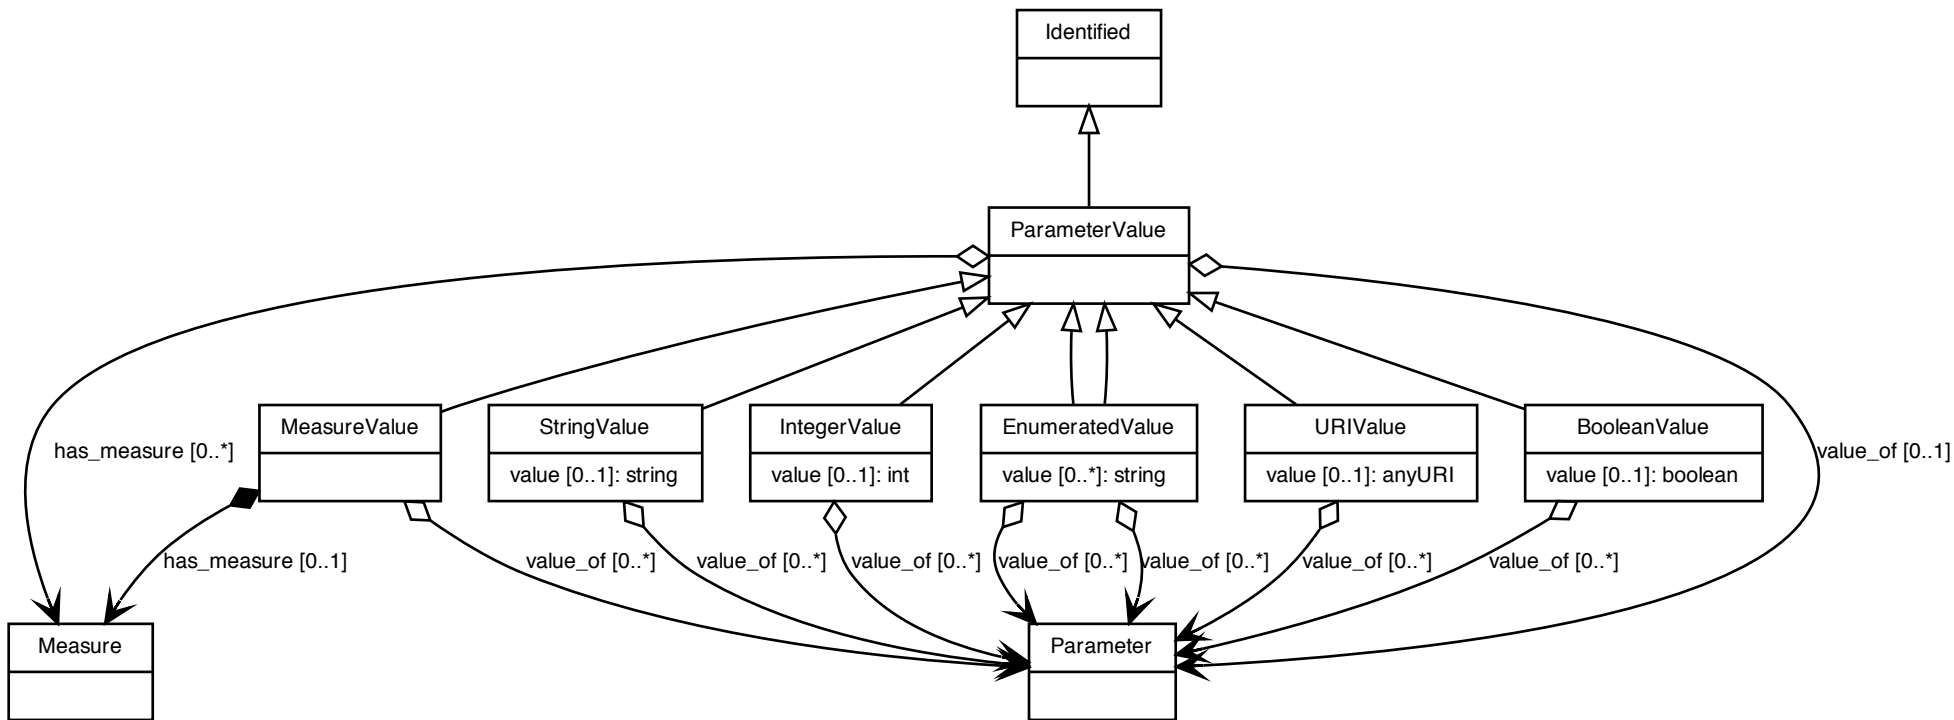 Identified
ParameterValue
MeasureValue
StringValue
value [0..1]: string
IntegerValue
value [0..1]: int
EnumeratedValue
value [0..*]: string
URIValue
value [0..1]: anyURI
BooleanValue
value [0..1]: boolean
has_measure [0..*]
value_of [0..1]
has_measure [0..1]
value_of [0..*]
value_of [0..*]
value_of [0..*]
value_of [0..*]
value_of [0..*]
value_of [0..*]
value_of [0..*]
Measure
Parameter